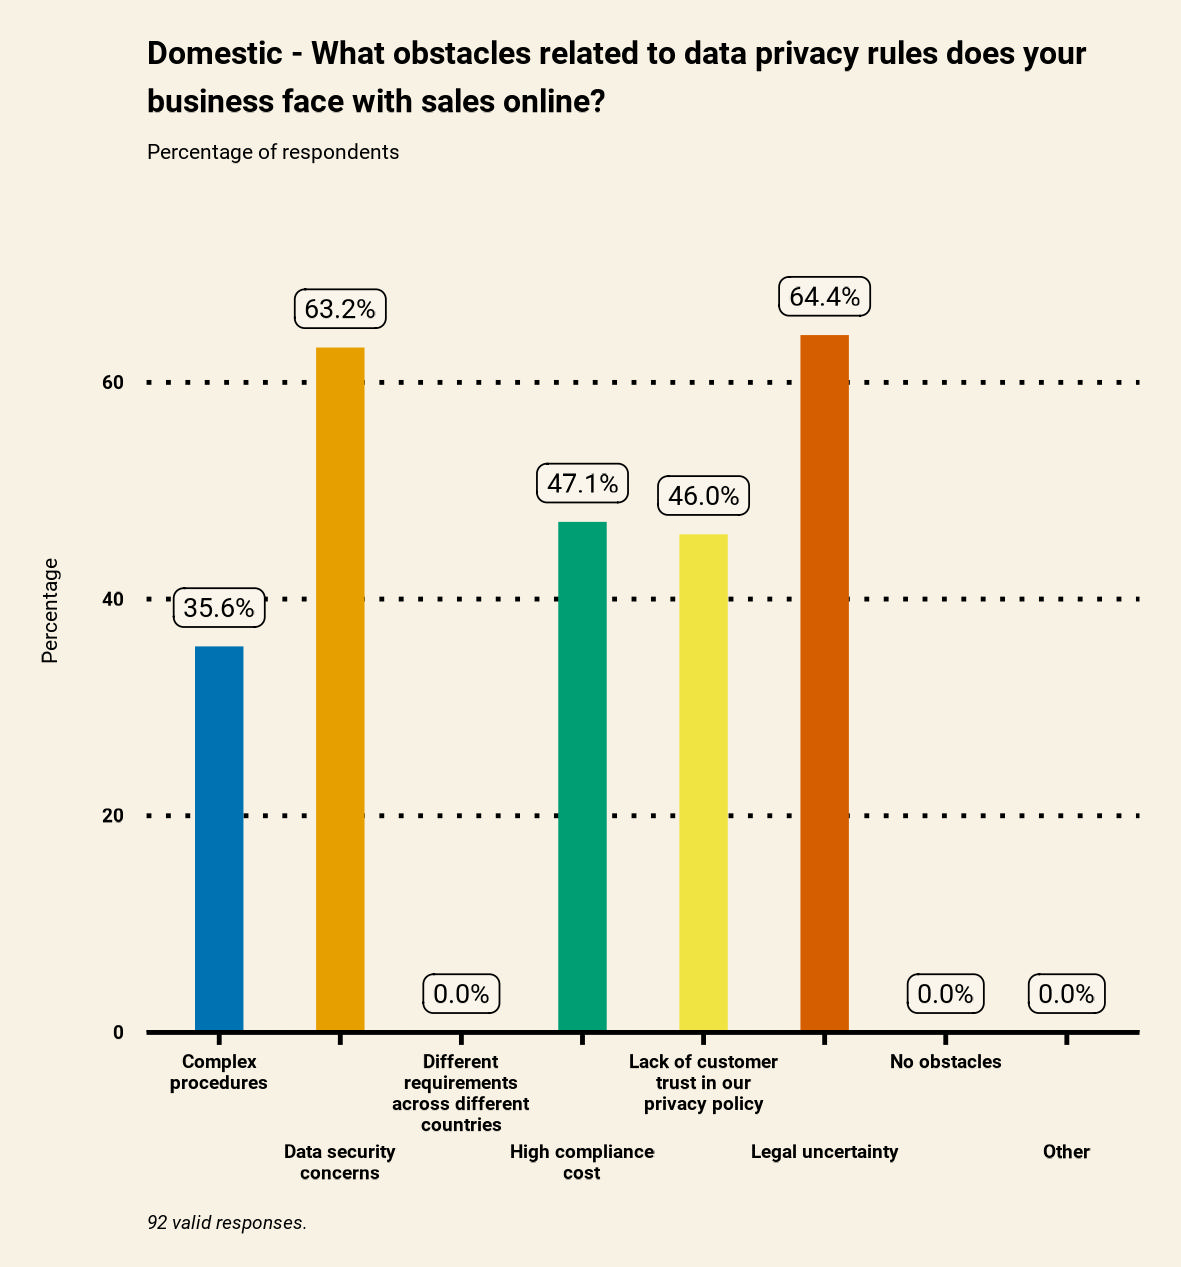 Domestic - What obstacles related to data privacy rules does your
business face with sales online?
Percentage of respondents
63.2%
64.4%
60
47.1%
46.0%
Percentage
40
35.6%
20
0.0%
0.0%
0.0%
0
Complex
procedures
Different
requirements
across different
countries
Lack of customer
trust in our
privacy policy
No obstacles
Data security
concerns
High compliance
cost
Legal uncertainty
Other
92 valid responses.